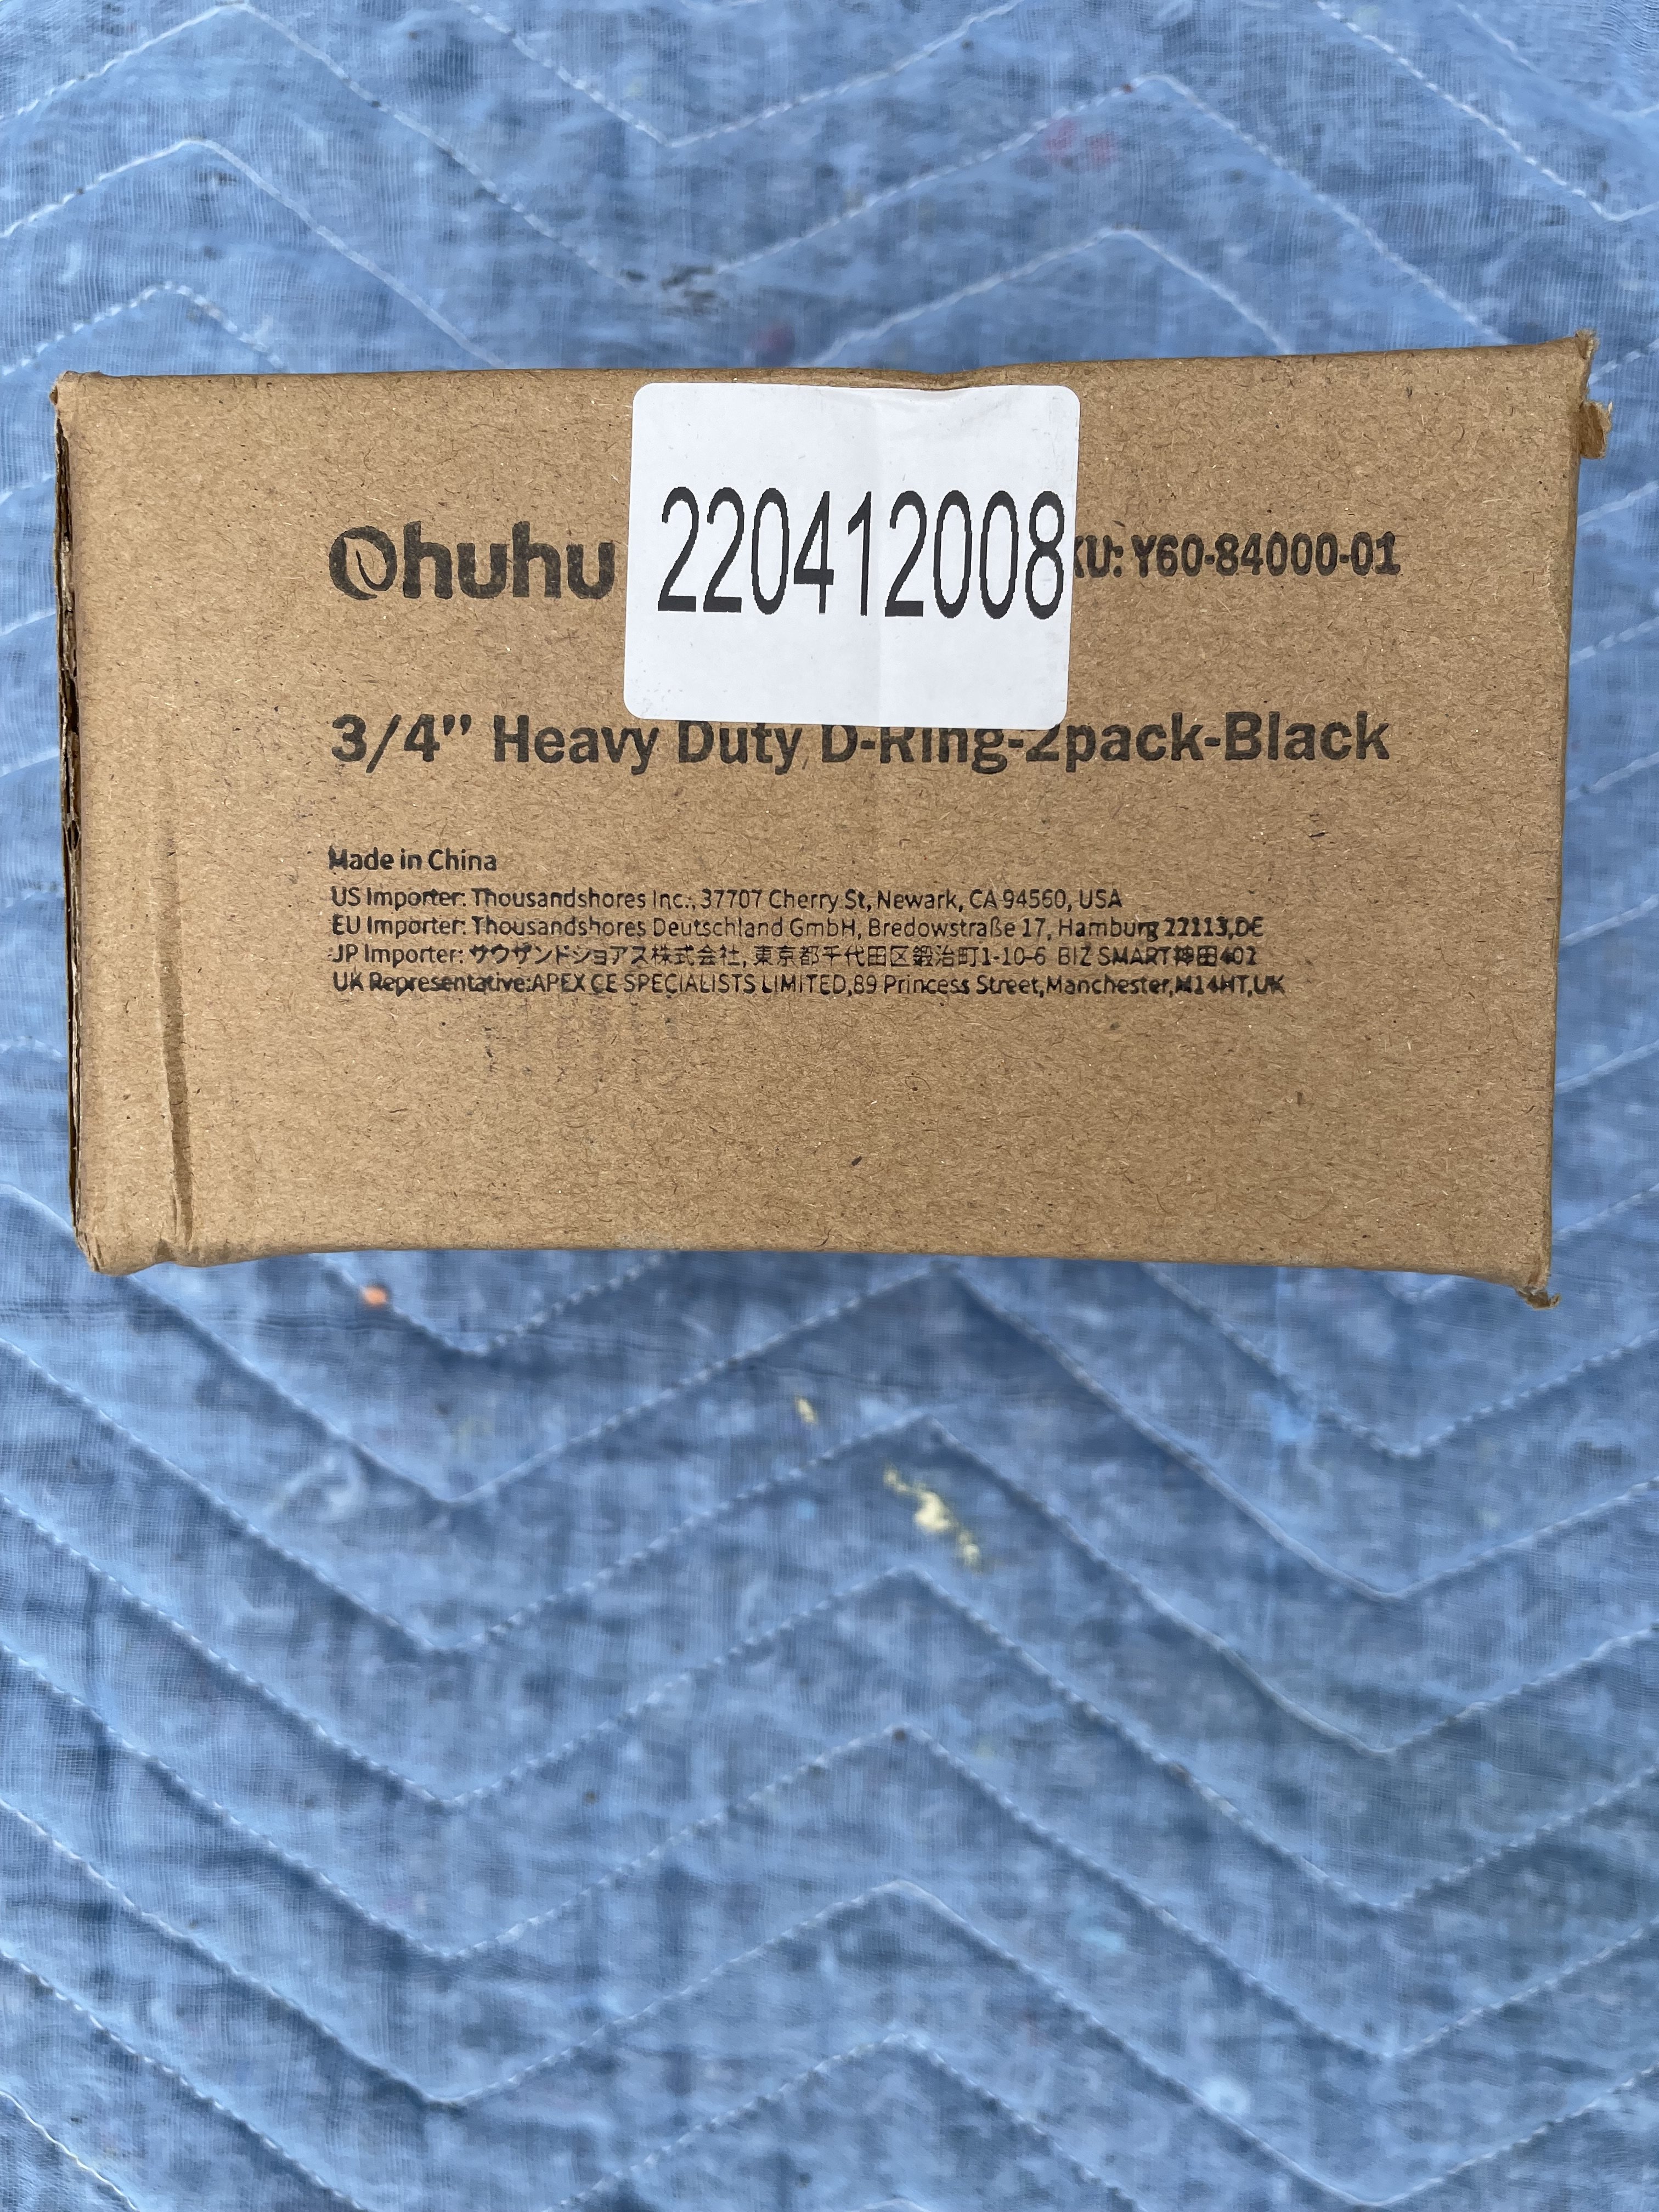 Ohuhu
220412008
KU: Y60-84000-01
3/4" Heavy Duty D-Ring-2pack-Black
Made in China
US Importer: Thousandshores Inc., 37707 Cherry St, Newark, CA 94560, USA
EU Importer: Thousandshores Deutschland GmbH, Bredowstraße 17, Hamburg 22113,DE
JP Importer: サウザンドショアス株式会社, 東京都千代田区鍛治町1-10-6 BIZ SMART神田402
UK Representative:APEX CE SPECIALISTS LIMITED,89 Princess Street,Manchester,M14HT,UK